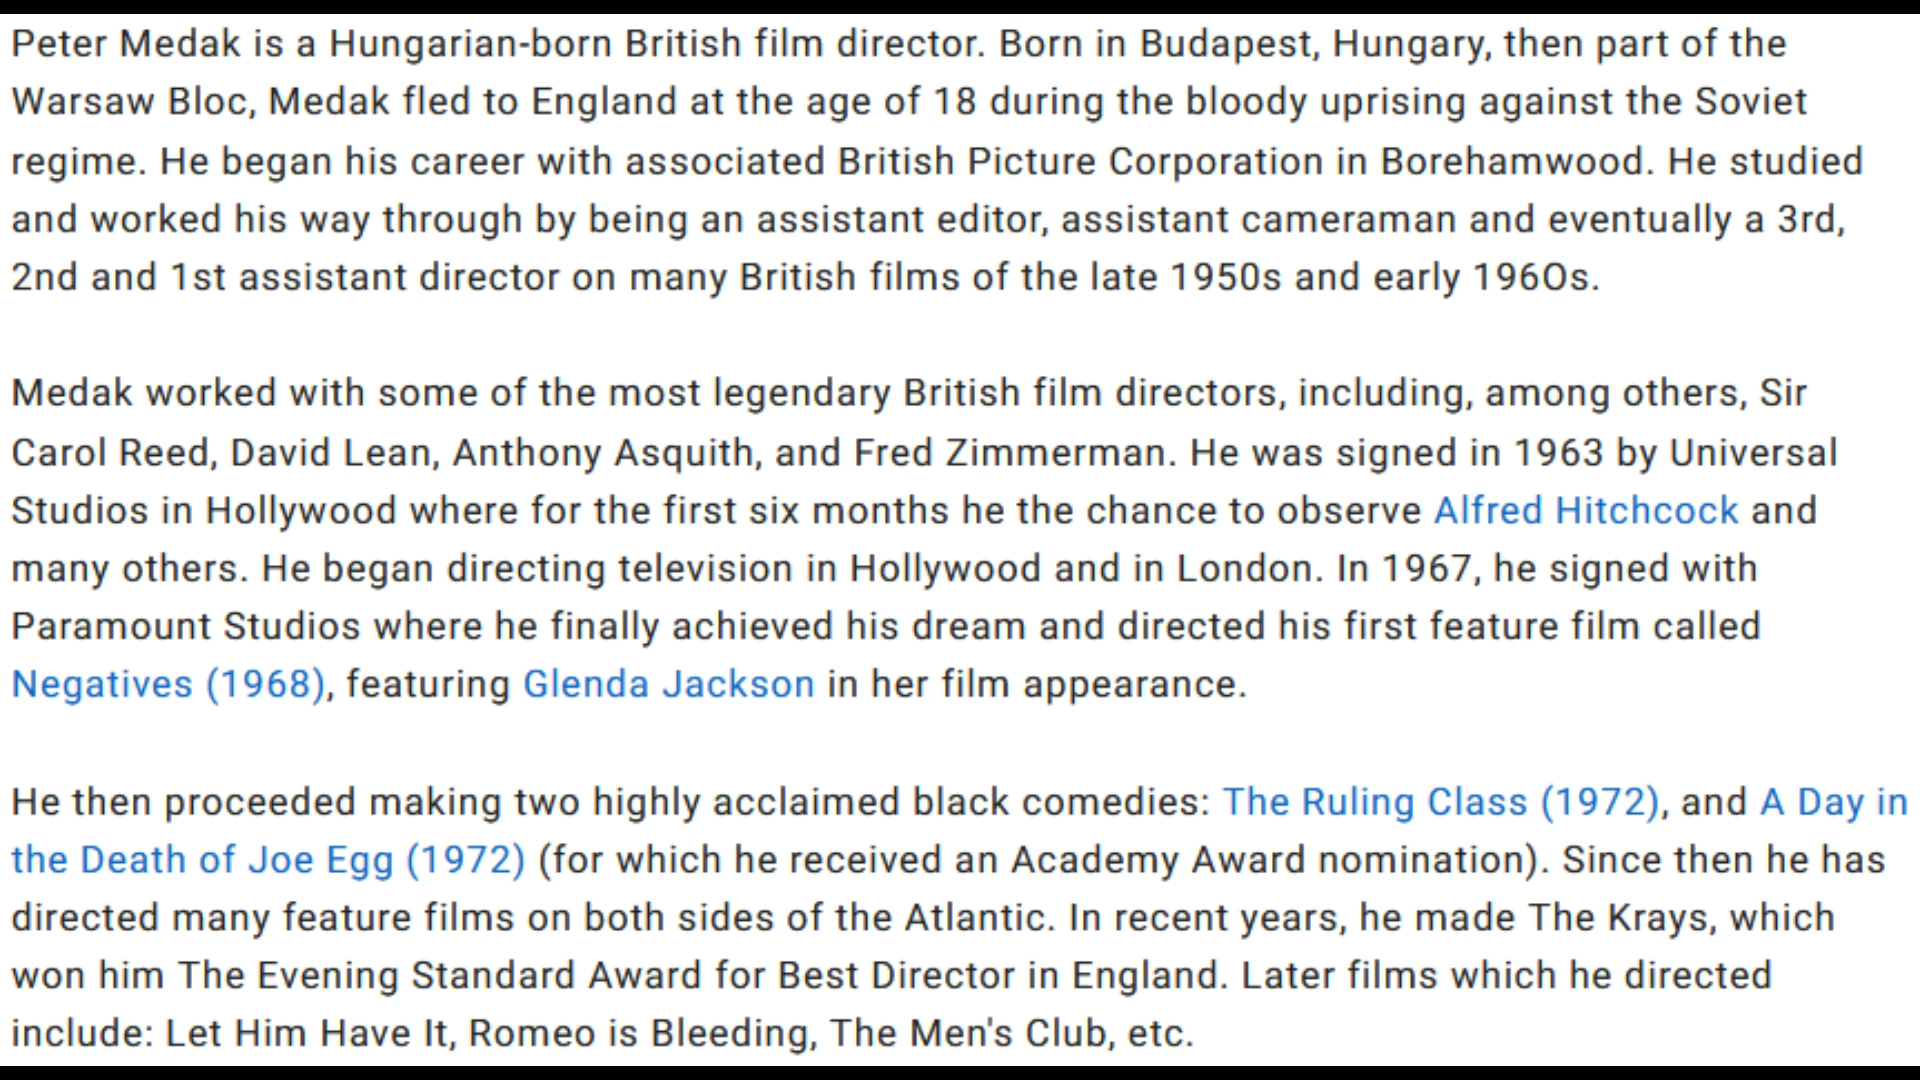 Peter Medak is a Hungarian-born British film director. Born in Budapest, Hungary, then part of the
Warsaw Bloc, Medak fled to England at the age of 18 during the bloody uprising against the Soviet
regime. He began his career with associated British Picture Corporation in Borehamwood. He studied
and worked his way through by being an assistant editor, assistant cameraman and eventually a 3rd,
2nd and 1st assistant director on many British films of the late 1950s and early 196Os.
Medak worked with some of the most legendary British film directors, including, among others, Sir
Carol Reed, David Lean, Anthony Asquith, and Fred Zimmerman. He was signed in 1963 by Universal
Studios in Hollywood where for the first six months he the chance to observe Alfred Hitchcock and
many others. He began directing television in Hollywood and in London. In 1967, he signed with
Paramount Studios where he finally achieved his dream and directed his first feature film called
Negatives (1968), featuring Glenda Jackson in her film appearance.
He then proceeded making two highly acclaimed black comedies: The Ruling Class (1972), and A Day in
the Death of Joe Egg (1972) (for which he received an Academy Award nomination). Since then he has
directed many feature films on both sides of the Atlantic. In recent years, he made The Krays, which
won him The Evening Standard Award for Best Director in England. Later films which he directed
include: Let Him Have It, Romeo is Bleeding, The Men's Club, etc.